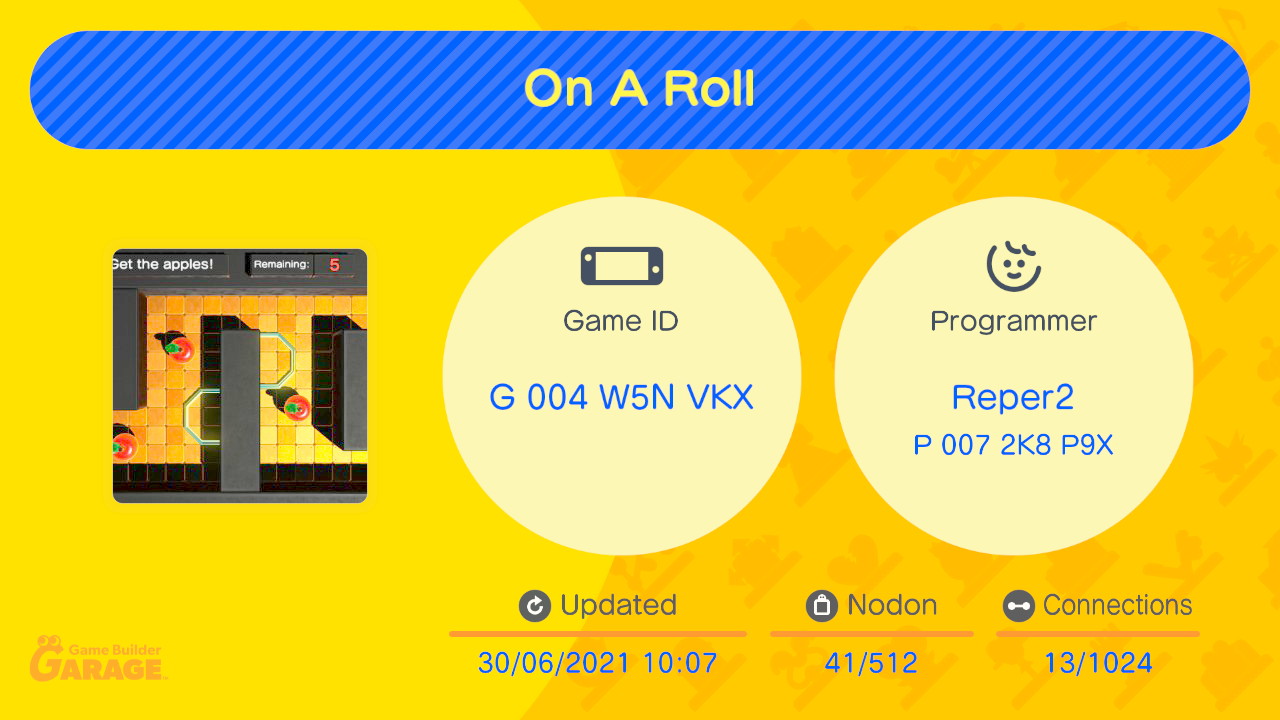 On A Roll
Get the apples!
Remaining: 5
Game ID
G 004 W5N VKX
Programmer
Reper2
P 007 2K8 P9X
Updated
30/06/2021 10:07
Nodon
41/512
Connections
13/1024
Game Builder
GARAGE